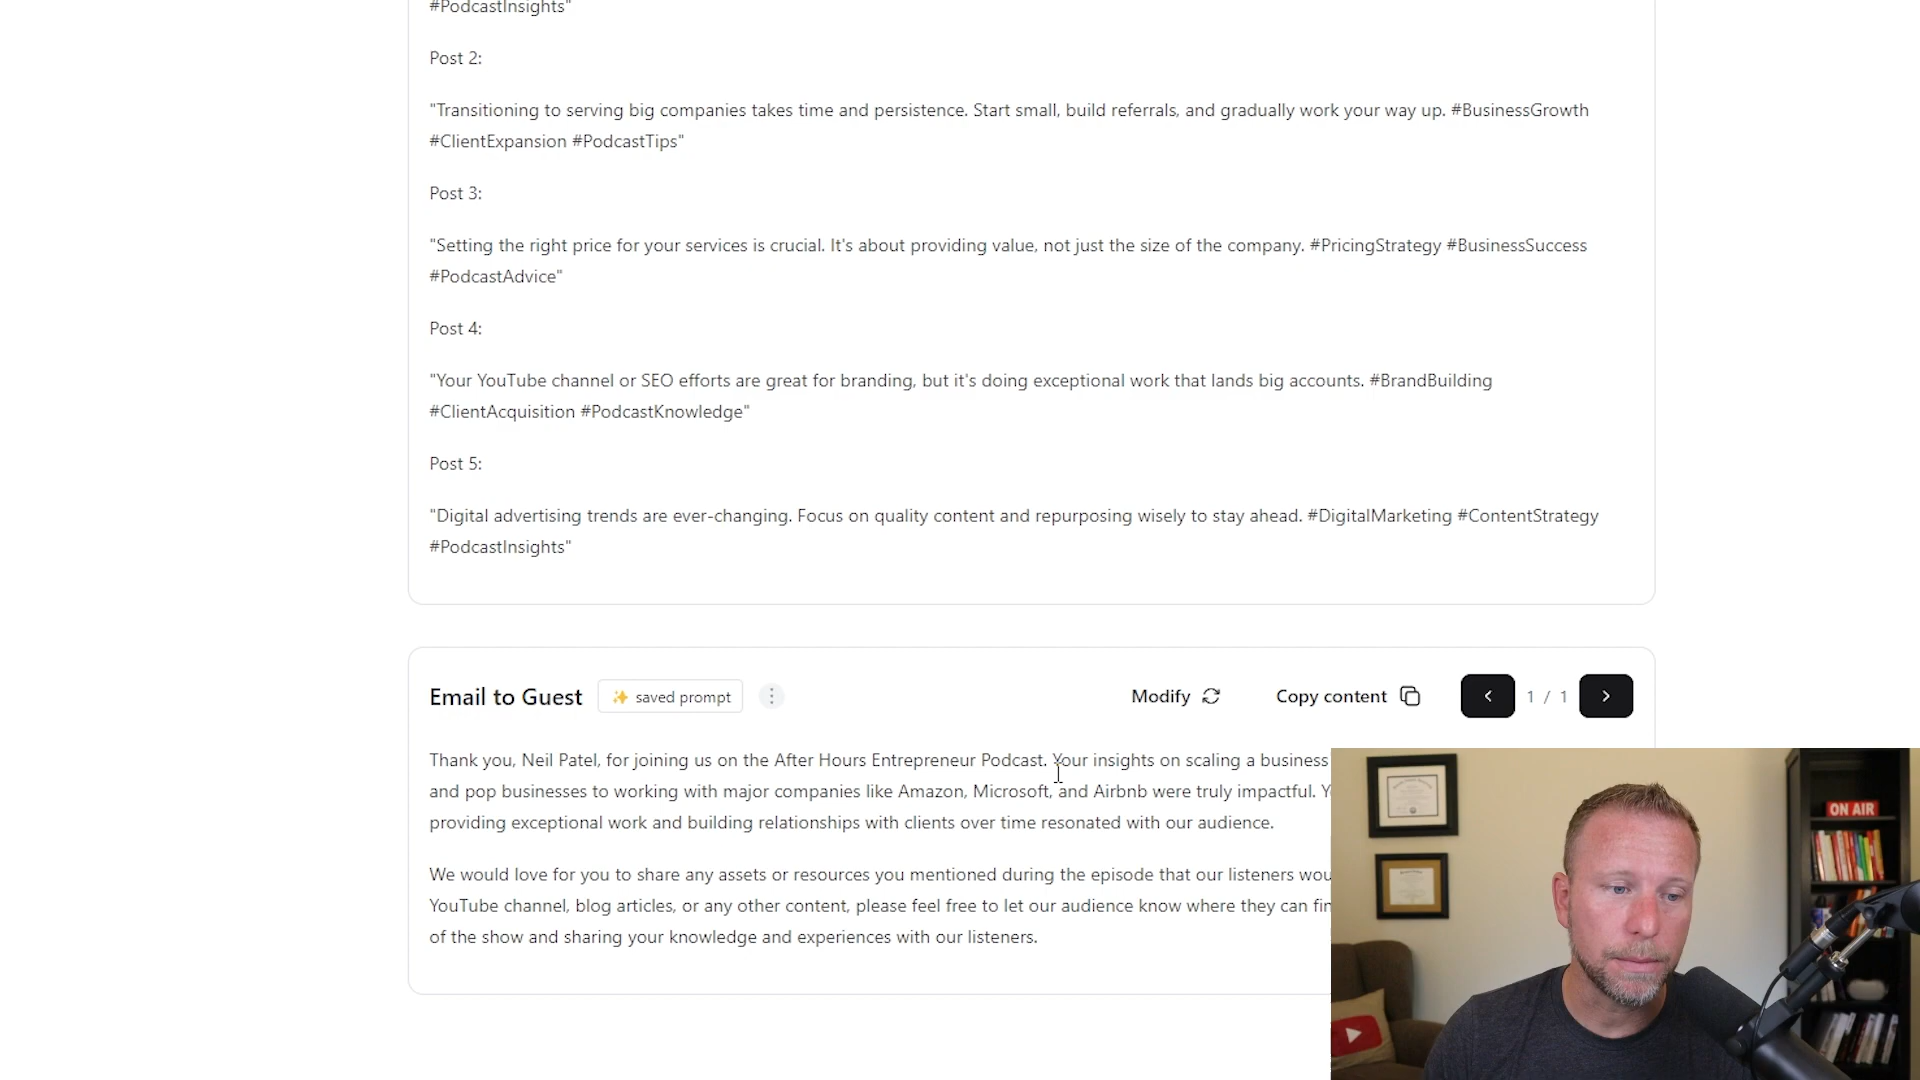 #PodcastInsights"
Post 2:
"Transitioning to serving big companies takes time and persistence. Start small, build referrals, and gradually work your way up. #BusinessGrowth
#ClientExpansion #PodcastTips"
Post 3:
"Setting the right price for your services is crucial. It's about providing value, not just the size of the company. #PricingStrategy #BusinessSuccess
#PodcastAdvice"
Post 4:
"Your YouTube channel or SEO efforts are great for branding, but it's doing exceptional work that lands big accounts. #BrandBuilding
#ClientAcquisition #PodcastKnowledge"
Post 5:
"Digital advertising trends are ever-changing. Focus on quality content and repurposing wisely to stay ahead. #DigitalMarketing #ContentStrategy
#PodcastInsights"
Email to Guest saved prompt Modify Copy content 1 / 1
Thank you, Neil Patel, for joining us on the After Hours Entrepreneur Podcast. Your insights on scaling a business
and pop businesses to working with major companies like Amazon, Microsoft, and Airbnb were truly impactful.
providing exceptional work and building relationships with clients over time resonated with our audience.
We would love for you to share any assets or resources you mentioned during the episode that our listeners
YouTube channel, blog articles, or any other content, please feel free to let our audience know where they can
of the show and sharing your knowledge and experiences with our listeners.
ON AIR